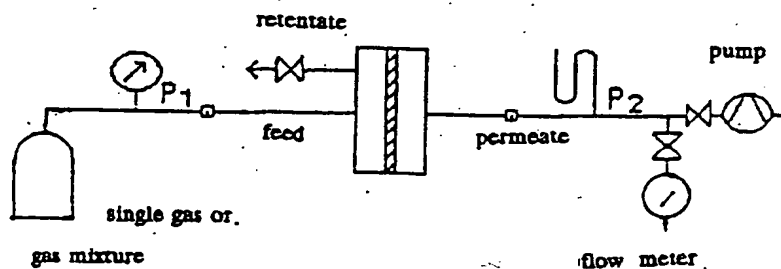 retentate
pump
P1
P2
feed
permeate
single gas or.
gas mixture
flow meter